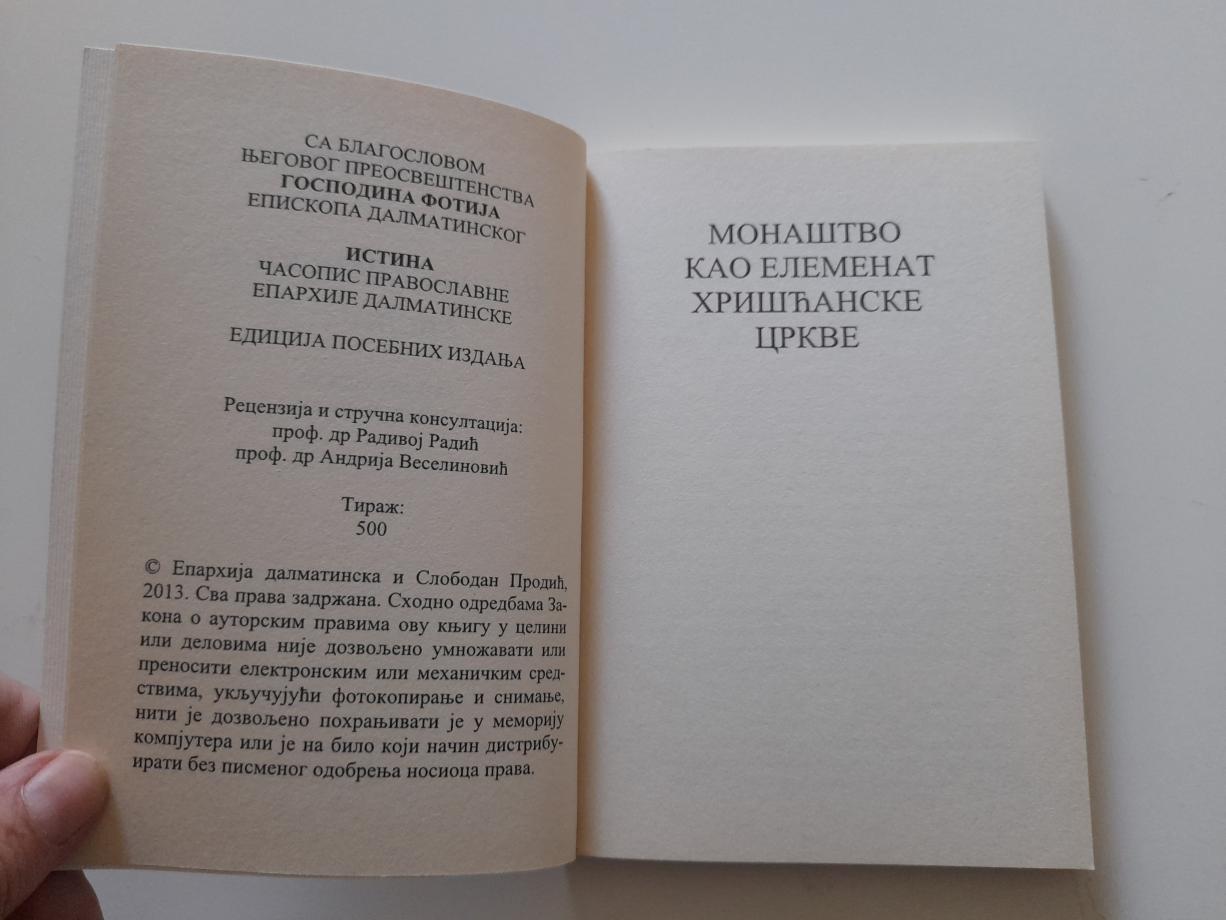 СА БЛАГОСЛОВОМ
ЊЕГОВОГ ПРЕОСВЕШТЕНСТВА
ГОСПОДИНА ФОТИЈА
ЕПИСКОПА ДАЛМАТИНСКОГ
ИСТИНА
ЧАСОПИС ПРАВОСЛАВНЕ
ЕПАРХИЈЕ ДАЛМАТИНСКЕ
ЕДИЦИЈА ПОСЕБНИХ ИЗДАЊА
Рецензија и стручна консултација:
проф. др Радивој Радић
проф. др Андрија Веселиновић
Тираж:
500
© Епархија далматинска и Слободан Продић,
2013. Сва права задржана. Сходно одредбама За-
кона о ауторским правима ову књигу у целини
или деловима није дозвољено умножавати или
преносити електронским или механичким сред-
ствима, укључујући фотокопирање и снимање,
нити је дозвољено похрањивати је у меморију
компјутера или је на било који начин дистрибу-
ирати без писменог одобрења носиоца права.
МОНАШТВО
КАО ЕЛЕМЕНАТ
ХРИШЋАНСКЕ
ЦРКВЕ